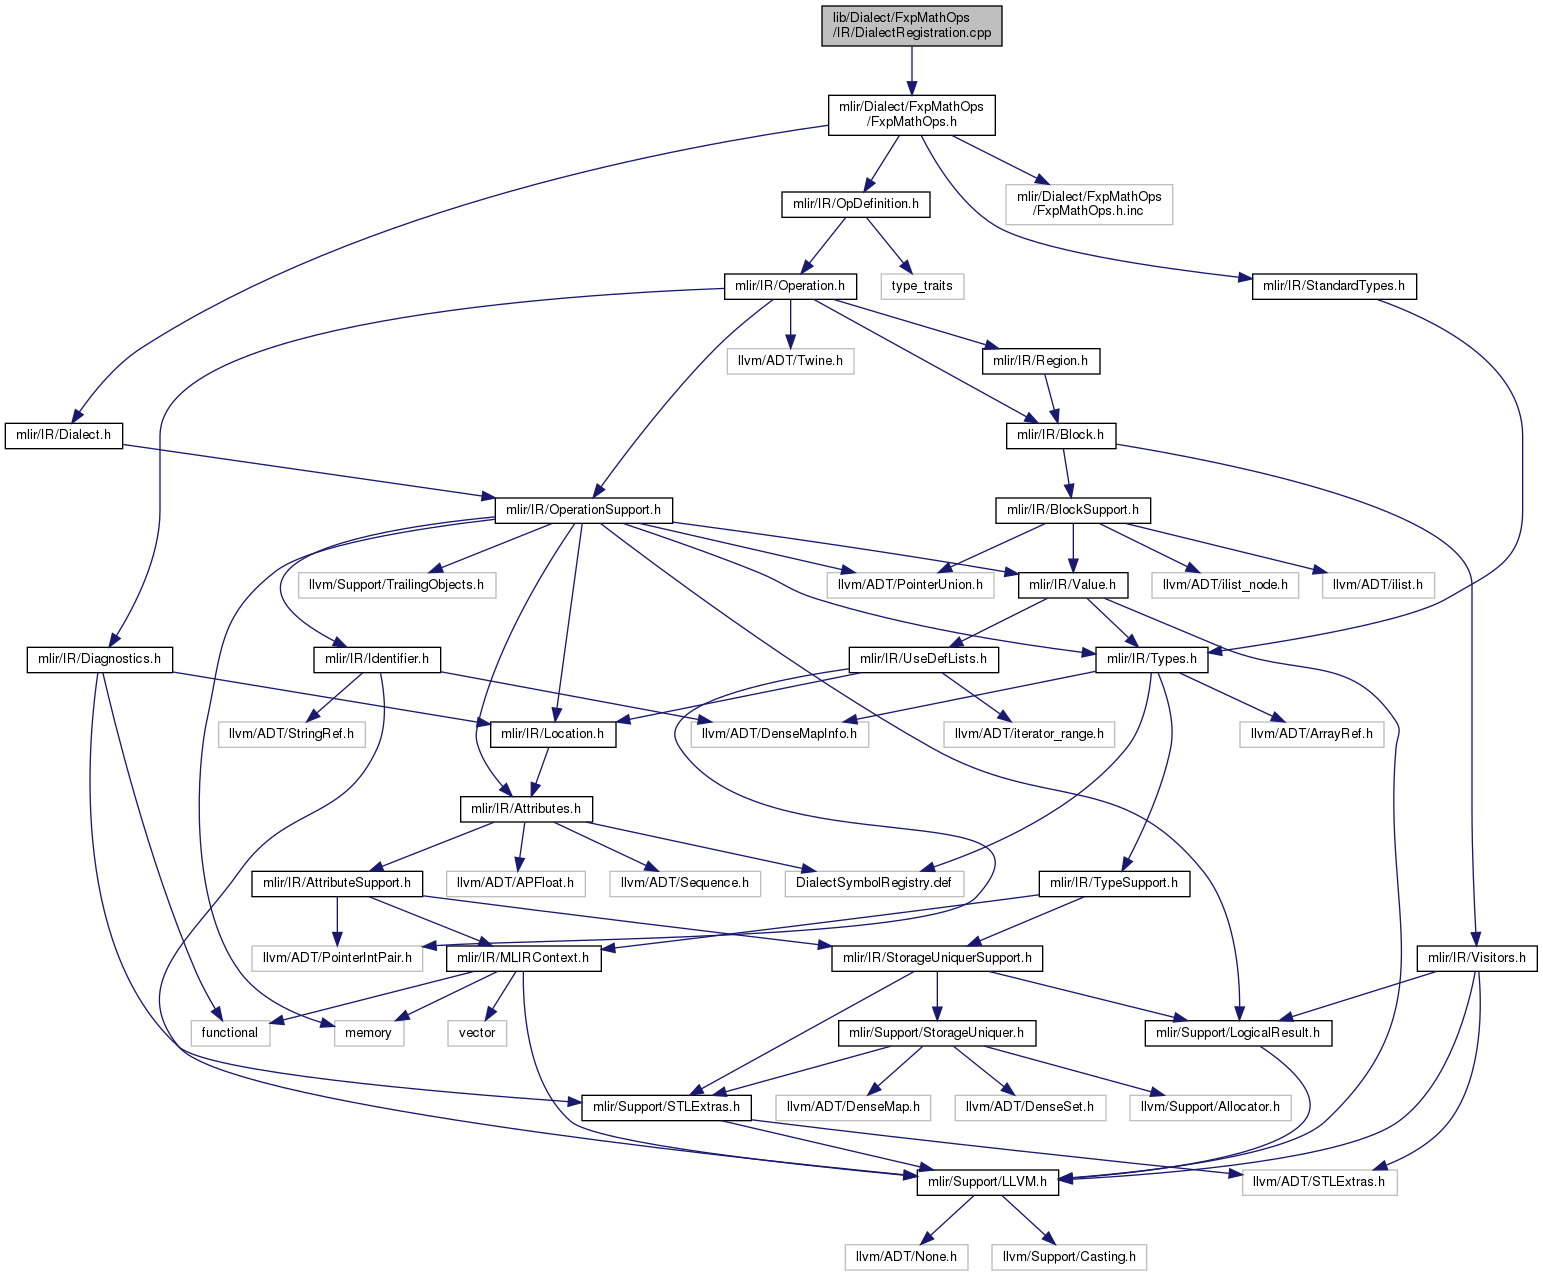 lib/Dialect/FxpMathOps
/IR/DialectRegistration.cpp
mlir/Dialect/FxpMathOps
/FxpMathOps.h
mlir/IR/OpDefinition.h
mlir/Dialect/FxpMathOps
/FxpMathOps.h.inc
mlir/IR/Operation.h
type_traits
mlir/IR/StandardTypes.h
llvm/ADT/Twine.h
mlir/IR/Region.h
mlir/IR/Dialect.h
mlir/IR/Block.h
mlir/IR/OperationSupport.h
mlir/IR/BlockSupport.h
llvm/Support/TrailingObjects.h
llvm/ADT/PointerUnion.h
mlir/IR/Value.h
llvm/ADT/ilist_node.h
llvm/ADT/ilist.h
mlir/IR/Diagnostics.h
mlir/IR/Identifier.h
mlir/IR/UseDefLists.h
mlir/IR/Types.h
llvm/ADT/StringRef.h
mlir/IR/Location.h
llvm/ADT/DenseMapInfo.h
llvm/ADT/iterator_range.h
llvm/ADT/ArrayRef.h
mlir/IR/Attributes.h
mlir/IR/AttributeSupport.h
llvm/ADT/APFloat.h
llvm/ADT/Sequence.h
DialectSymbolRegistry.def
mlir/IR/TypeSupport.h
llvm/ADT/PointerIntPair.h
mlir/IR/MLIRContext.h
mlir/IR/StorageUniquerSupport.h
mlir/IR/Visitors.h
functional
memory
vector
mlir/Support/StorageUniquer.h
mlir/Support/LogicalResult.h
mlir/Support/STLExtras.h
llvm/ADT/DenseMap.h
llvm/ADT/DenseSet.h
llvm/Support/Allocator.h
mlir/Support/LLVM.h
llvm/ADT/STLExtras.h
llvm/ADT/None.h
llvm/Support/Casting.h